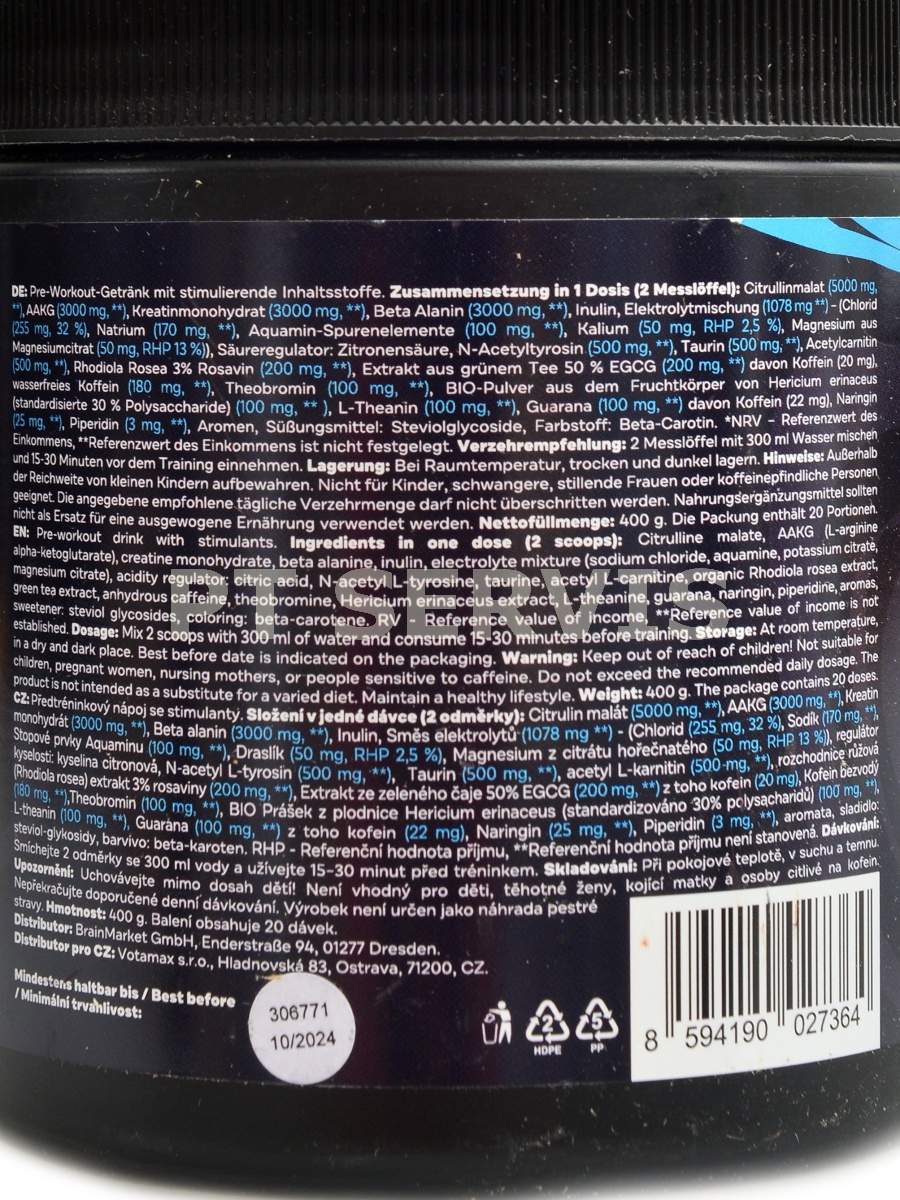 DE: Pre-Workout-Getränk mit stimulierende Inhaltsstoffe. Zusammensetzung in 1 Dosis (2 Messlöffel): Citrullinmalat (5000 mg,
**), AAKG (3000 mg, **), Kreatinmonohydrat (3000 mg, **), Beta Alanin (3000 mg, **), Inulin, Elektrolytmischung (1078 mg **) - (Chlorid
(255 mg, 32 %), Natrium (170 mg, **), Aquamin-Spurenelemente (100 mg, **), Kalium (50 mg, RHP 2,5 %), Magnesium aus
Magnesiumcitrat (50 mg, RHP 13 %)), Säureregulator: Zitronensäure, N-Acetyltyrosin (500 mg, **), Taurin (500 mg, **), Acetylcarnitin
(500 mg, **), Rhodiola Rosea 3% Rosavin (200 mg, **), Extrakt aus grünem Tee 50 % EGCG (200 mg, **) davon Koffein (20 mg),
wasserfreies Koffein (180 mg, **), Theobromin (100 mg, **), BIO-Pulver aus dem Fruchtkörper von Hericium erinaceus
(standardisierte 30 % Polysaccharide) (100 mg, ** ), L-Theanin (100 mg, **), Guarana (100 mg, **) davon Koffein (22 mg), Naringin
(25 mg, **), Piperidin (3 mg, **), Aromen, Süßungsmittel: Steviolglycoside, Farbstoff: Beta-Carotin. *NRV - Referenzwert des
Einkommens, **Referenzwert des Einkommens ist nicht festgelegt. Verzehrempfehlung: 2 Messlöffel mit 300 ml Wasser mischen
und 15-30 Minuten vor dem Training einnehmen. Lagerung: Bei Raumtemperatur, trocken und dunkel lagern. Hinweise: Außerhalb
der Reichweite von kleinen Kindern aufbewahren. Nicht für Kinder, schwangere, stillende Frauen oder koffeinepfindliche Personen
geeignet. Die angegebene empfohlene tägliche Verzehrmenge darf nicht überschritten werden. Nahrungsergänzungsmittel sollten
nicht als Ersatz für eine ausgewogene Ernährung verwendet werden. Nettofüllmenge: 400 g. Die Packung enthält 20 Portionen.
EN: Pre-workout drink with stimulants. Ingredients in one dose (2 scoops): Citrulline malate, AAKG (L-arginine
alpha-ketoglutarate), creatine monohydrate, beta alanine, inulin, electrolyte mixture (sodium chloride, aquamine, potassium citrate,
magnesium citrate), acidity regulator: citric acid, N-acetyl L-tyrosine, taurine, acetyl L-carnitine, organic Rhodiola rosea extract,
green tea extract, anhydrous caffeine, theobromine, Hericium erinaceus extract, L-theanine, guarana, naringin, piperidine, aromas,
sweetener: steviol glycosides, coloring: beta-carotene. RV - Reference value of income, **Reference value of income is not
established. Dosage: Mix 2 scoops with 300 ml of water and consume 15-30 minutes before training. Storage: At room temperature,
in a dry and dark place. Best before date is indicated on the packaging. Warning: Keep out of reach of children! Not suitable for
children, pregnant women, nursing mothers, or people sensitive to caffeine. Do not exceed the recommended daily dosage. The
product is not intended as a substitute for a varied diet. Maintain a healthy lifestyle. Weight: 400 g. The package contains 20 doses.
CZ: Předtréninkový nápoj se stimulanty. Složení v jedné dávce (2 odměrky): Citrulin malát (5000 mg, **), AAKG (3000 mg, **), Kreatin
monohydrát (3000 mg, **), Beta alanin (3000 mg, **), Inulin, Směs elektrolytů (1078 mg **) - (Chlorid (255 mg, 32 %), Sodík (170 mg, **),
Stopové prvky Aquaminu (100 mg, **), Draslík (50 mg, RHP 2,5 %), Magnesium z citrátu hořečnatého (50 mg, RHP 13 %)), regulátor
kyselosti: kyselina citronová, N-acetyl L-tyrosin (500 mg, **), Taurin (500 mg, **), acetyl L-karnitin (500 mg, **), rozchodnice růžová
(Rhodiola rosea) extrakt 3% rosaviny (200 mg, **), Extrakt ze zeleného čaje 50% EGCG (200 mg, **) z toho kofein (20 mg), Kofein bezvodý
(180 mg, **),Theobromin (100 mg, **), BIO Prášek z plodnice Hericium erinaceus (standardizováno 30% polysacharidů) (100 mg, **),
L-theanin (100 mg, **), Guarana (100 mg, **) z toho kofein (22 mg), Naringin (25 mg, **), Piperidin (3 mg, **), aromata, sladidlo:
steviol-glykosidy, barvivo: beta-karoten. RHP - Referenční hodnota příjmu, **Referenční hodnota příjmu není stanovená. Dávkování:
Smíchejte 2 odměrky se 300 ml vody a užívejte 15-30 minut před tréninkem. Skladování: Při pokojové teplotě, v suchu a temnu.
Upozornění: Uchovávejte mimo dosah dětí! Není vhodný pro děti, těhotné ženy, kojící matky a osoby citlivé na kofein.
Nepřekračujte doporučené denní dávkování. Výrobek není určen jako náhrada pestré
stravy. Hmotnost: 400 g. Balení obsahuje 20 dávek.
Distributor: BrainMarket GmbH, Enderstraße 94, 01277 Dresden.
Distributor pro CZ: Votamax s.r.o., Hladnovská 83, Ostrava, 71200, CZ.
Mindestens haltbar bis / Best before
/ Minimální trvanlivost:
306771
10/2024
2
HDPE
5
PP
8 594190 027364
PT SERVIS